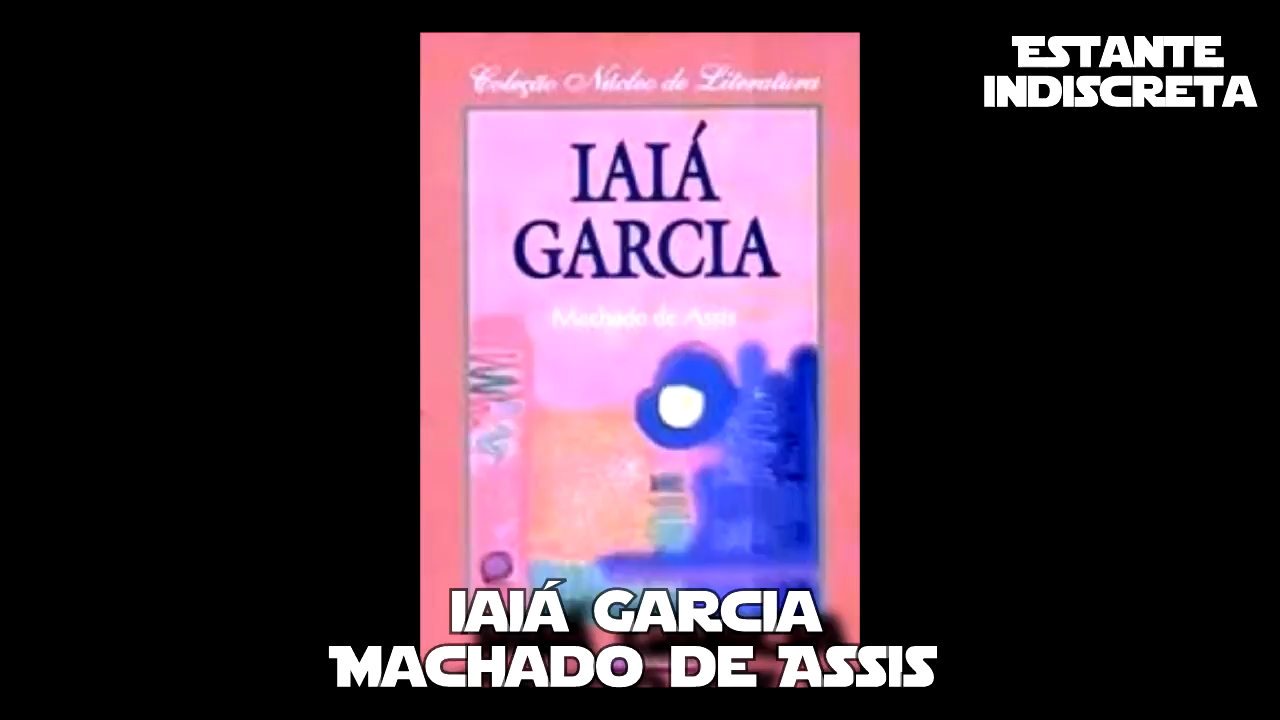 ESTANTE
INDISCRETA
Coleção Núcleo de Literatura
IAIÁ
GARCIA
Machado de Assis
IAIÁ GARCIA
MACHADO DE ASSIS